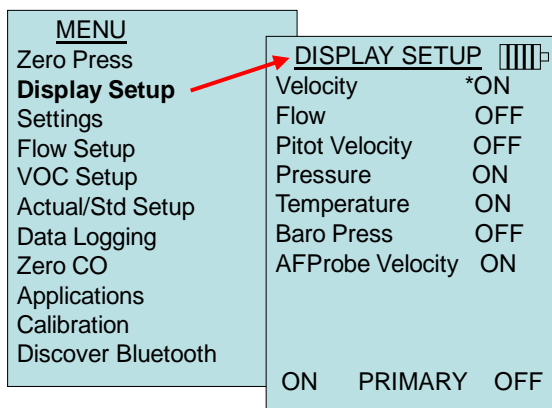 MENU
Zero Press
Display Setup
Settings
Flow Setup
VOC Setup
Actual/Std Setup
Data Logging
Zero CO
Applications
Calibration
Discover Bluetooth
DISPLAY SETUP
Velocity *ON
Flow OFF
Pitot Velocity OFF
Pressure ON
Temperature ON
Baro Press OFF
AFProbe Velocity ON
ON PRIMARY OFF